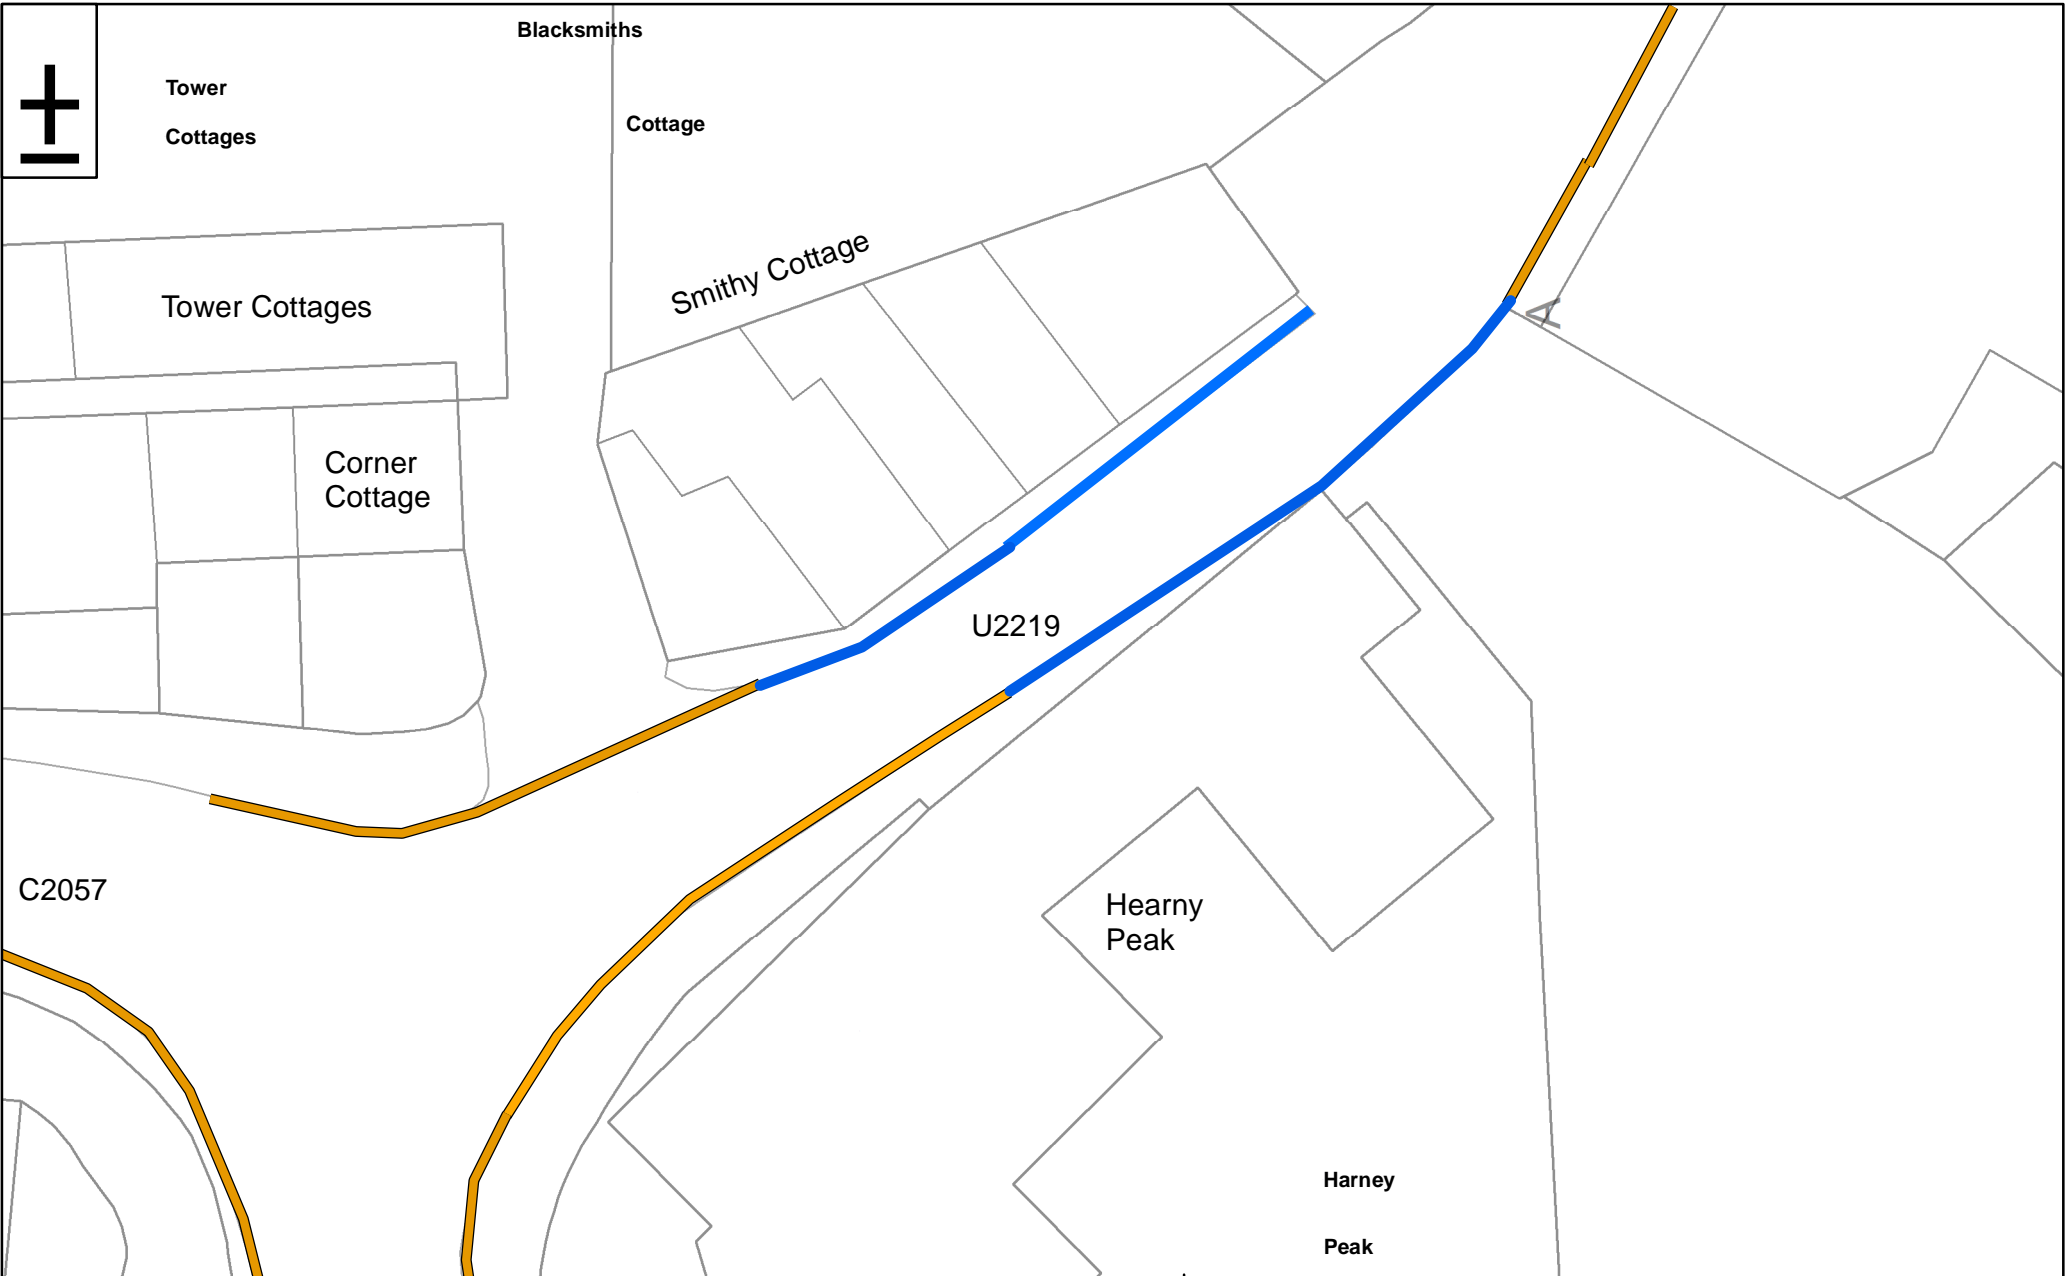 Blacksmiths
Tower
Cottages
Cottage
Smithy Cottage
Tower Cottages
A
Corner
Cottage
U2219
C2057
Hearny
Peak
Harney
Peak